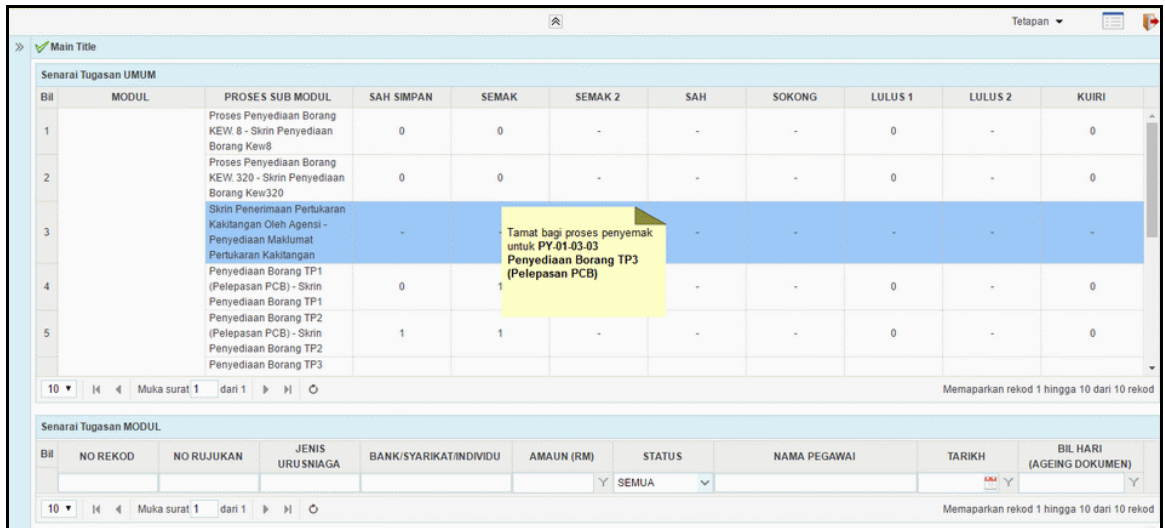 Tetapan
Main Title
Senarai Tugasan UMUM
Bil MODUL PROSES SUB MODUL SAH SIMPAN SEMAK SEMAK 2 SAH SOKONG LULUS 1 LULUS 2 KUIRI
Proses Penyediaan Borang
1 KEW. 8 - Skrin Penyediaan 0 0 - - - 0 - 0
Borang Kew8
Proses Penyediaan Borang
2 KEW. 320 - Skrin Penyediaan 0 0 - - - 0 - 0
Borang Kew320
Skrin Penerimaan Pertukaran
Kakitangan Oleh Agensi -
3 - - - - - - -
Penyediaan Maklumat
Pertukaran Kakitangan
Tamat bagi proses penyemak
untuk PY-01-03-03
Penyediaan Borang TP3
(Pelepasan PCB)
Penyediaan Borang TP1
4 (Pelepasan PCB) - Skrin 0 1 - - 0 - 0
Penyediaan Borang TP1
Penyediaan Borang TP2
5 (Pelepasan PCB) - Skrin 1 1 - - - 0 - 0
Penyediaan Borang TP2
Penyediaan Borang TP3
10 Muka surat 1 dari 1 Memaparkan rekod 1 hingga 10 dari 10 rekod
Senarai Tugasan MODUL
Bil NO REKOD NO RUJUKAN JENIS URUSNIAGA BANK/SYARIKAT/INDIVIDU AMAUN (RM) STATUS NAMA PEGAWAI TARIKH BIL HARI (AGEING DOKUMEN)
SEMUA
10 Muka surat 1 dari 1 Memaparkan rekod 1 hingga 10 dari 10 rekod